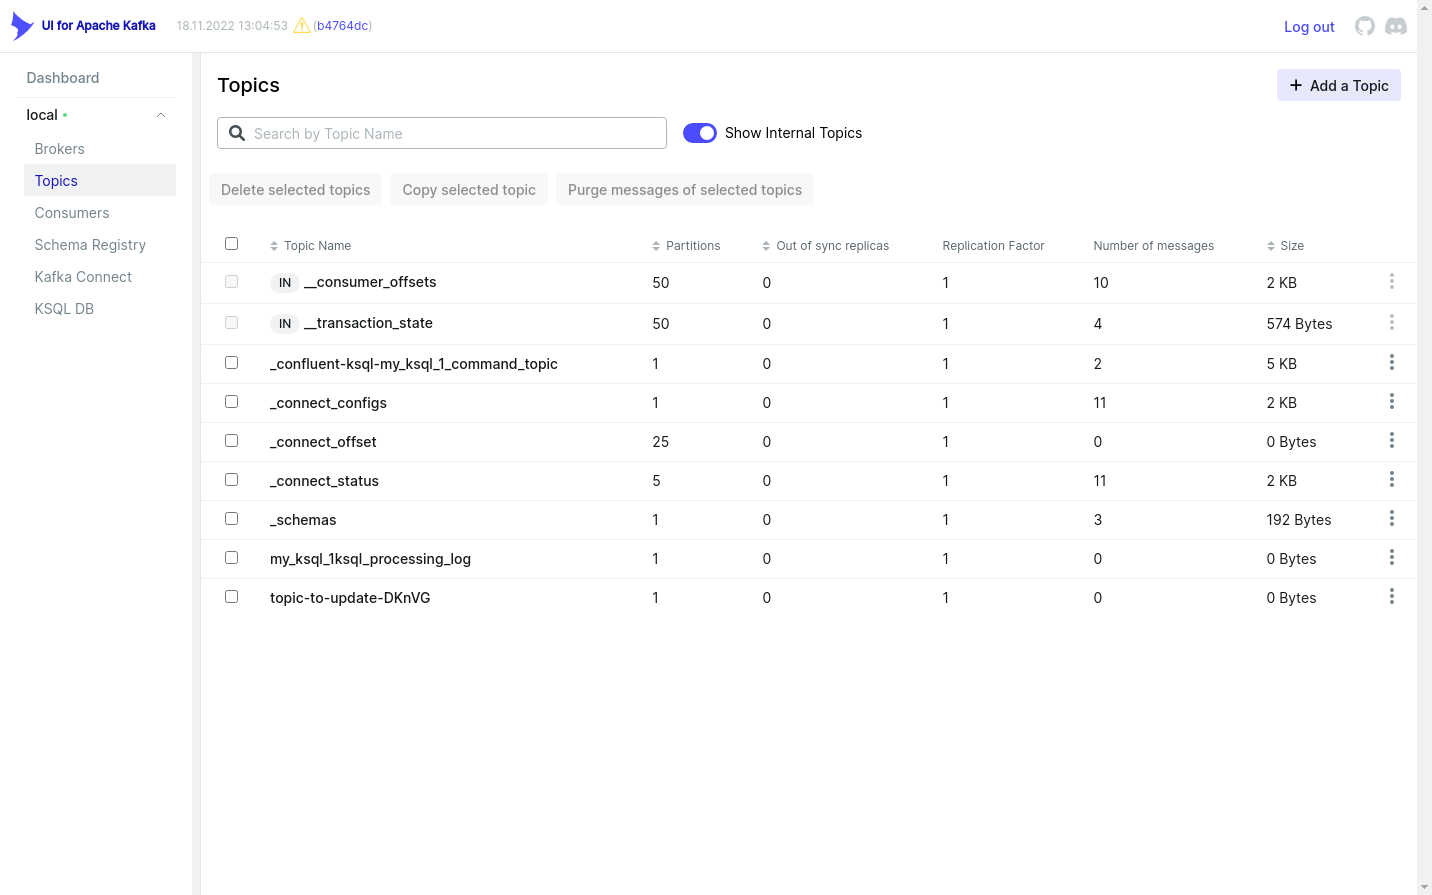 UI for Apache Kafka 18.11.2022 13:04:53 (b4764dc) Log out
Dashboard
local
Brokers
Topics
Consumers
Schema Registry
Kafka Connect
KSQL DB
Topics Add a Topic
Search by Topic Name Show Internal Topics
Delete selected topics Copy selected topic Purge messages of selected topics
Topic Name Partitions Out of sync replicas Replication Factor Number of messages Size
IN __consumer_offsets 50 0 1 10 2 KB
IN __transaction_state 50 0 1 4 574 Bytes
_confluent-ksql-my_ksql_1_command_topic 1 0 1 2 5 KB
_connect_configs 1 0 1 11 2 KB
_connect_offset 25 0 1 0 0 Bytes
_connect_status 5 0 1 11 2 KB
_schemas 1 0 1 3 192 Bytes
my_ksql_1ksql_processing_log 1 0 1 0 0 Bytes
topic-to-update-DKnVG 1 0 1 0 0 Bytes